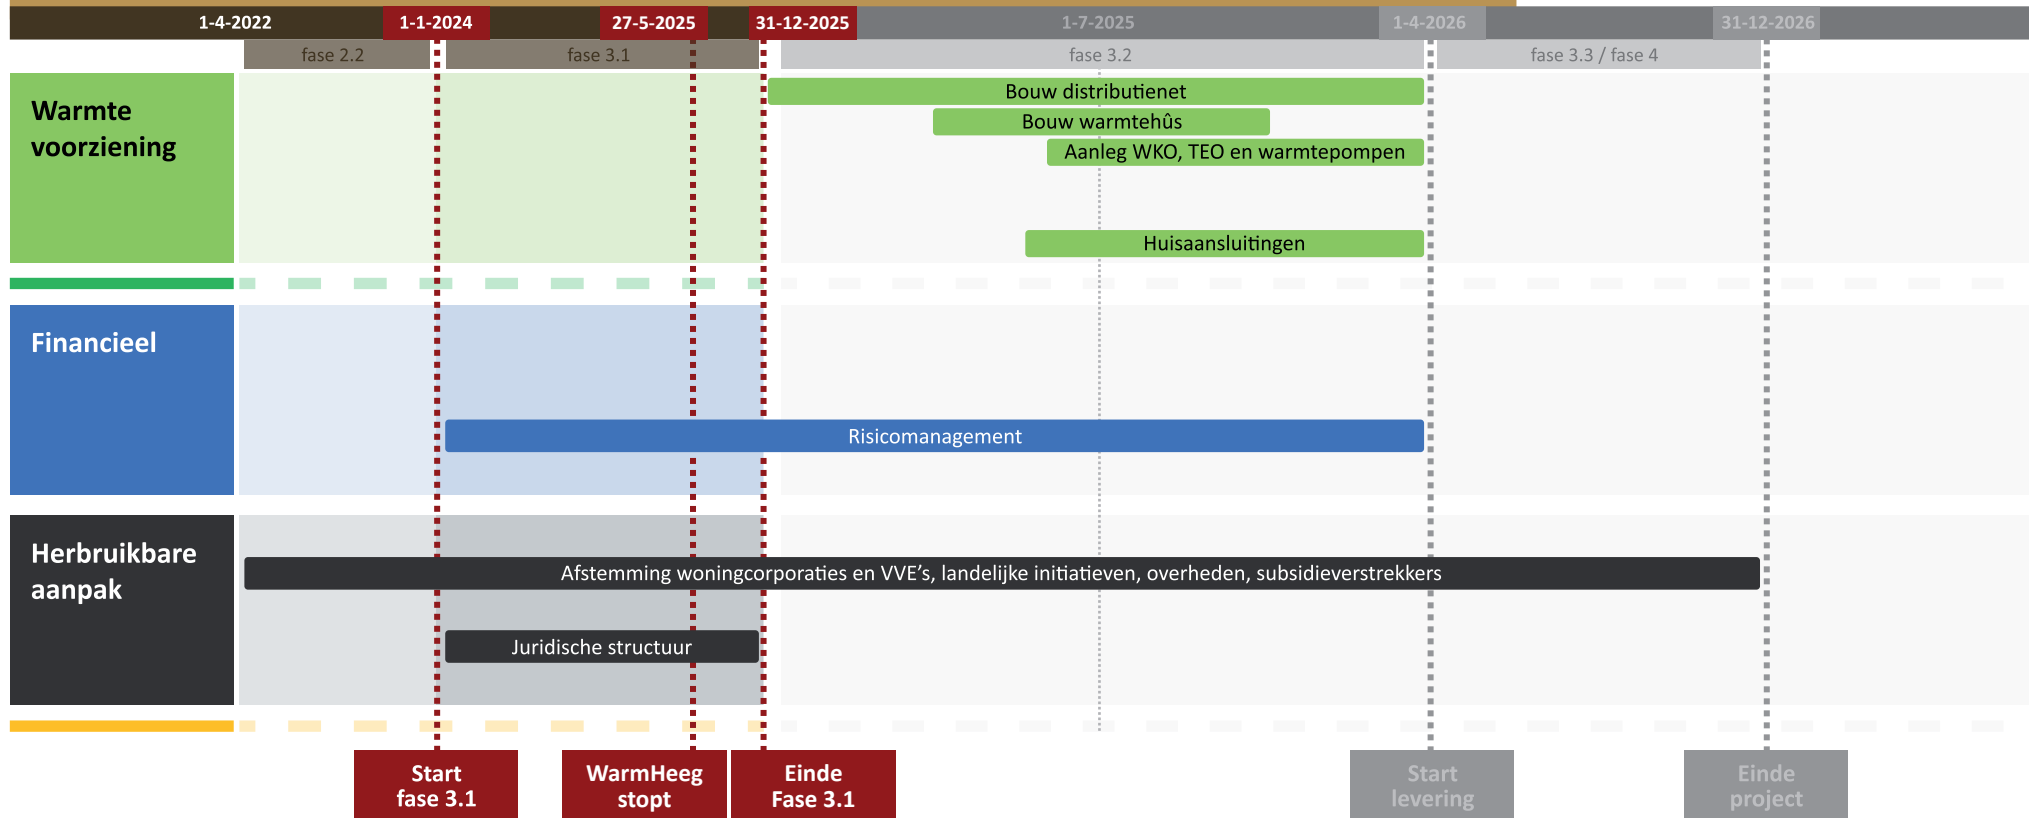 1-4-2022
1-1-2024
27-5-2025
31-12-2025
1-7-2025
1-4-2026
31-12-2026
fase 2.2
fase 3.1
fase 3.2
fase 3.3 / fase 4
Warmte
voorziening
Bouw distributienet
Bouw warmtehûs
Aanleg WKO, TEO en warmtepompen
Huisaansluitingen
Financieel
Risicomanagement
Herbruikbare
aanpak
Afstemming woningcorporaties en VVE’s, landelijke initiatieven, overheden, subsidieverstrekkers
Juridische structuur
Start
fase 3.1
WarmHeeg
stopt
Einde
Fase 3.1
Start
levering
Einde
project